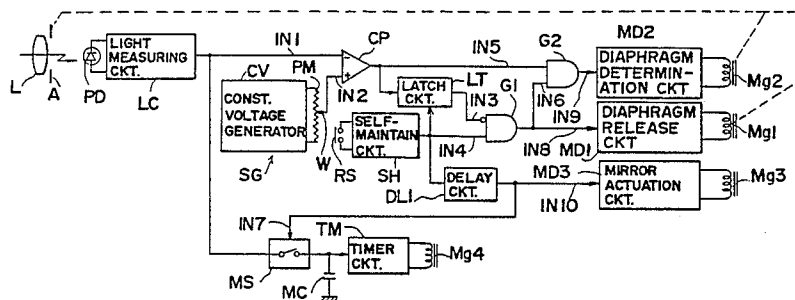 MD2
IN1
CP
IN5
G2
LIGHT
MEASURING
CKT.
CV
PM
LT
DIAPHRAGM
DETERMIN-
ATION CKT
L
A
PD
LC
IN2
LATCH
CKT.
IN3
G1
IN6
IN9
Mg2
CONST.
VOLTAGE
GENERATOR
SELF-
MAINTAIN
CKT.
DIAPHRAGM
RELEASE
CKT
Mg1
W
IN4
IN8
MD1
SG
RS
SH
DELAY
CKT.
MD3
MIRROR
ACTUATION
CKT.
Mg3
DL1
IN10
IN7
TM
TIMER
CKT.
Mg4
MS
MC